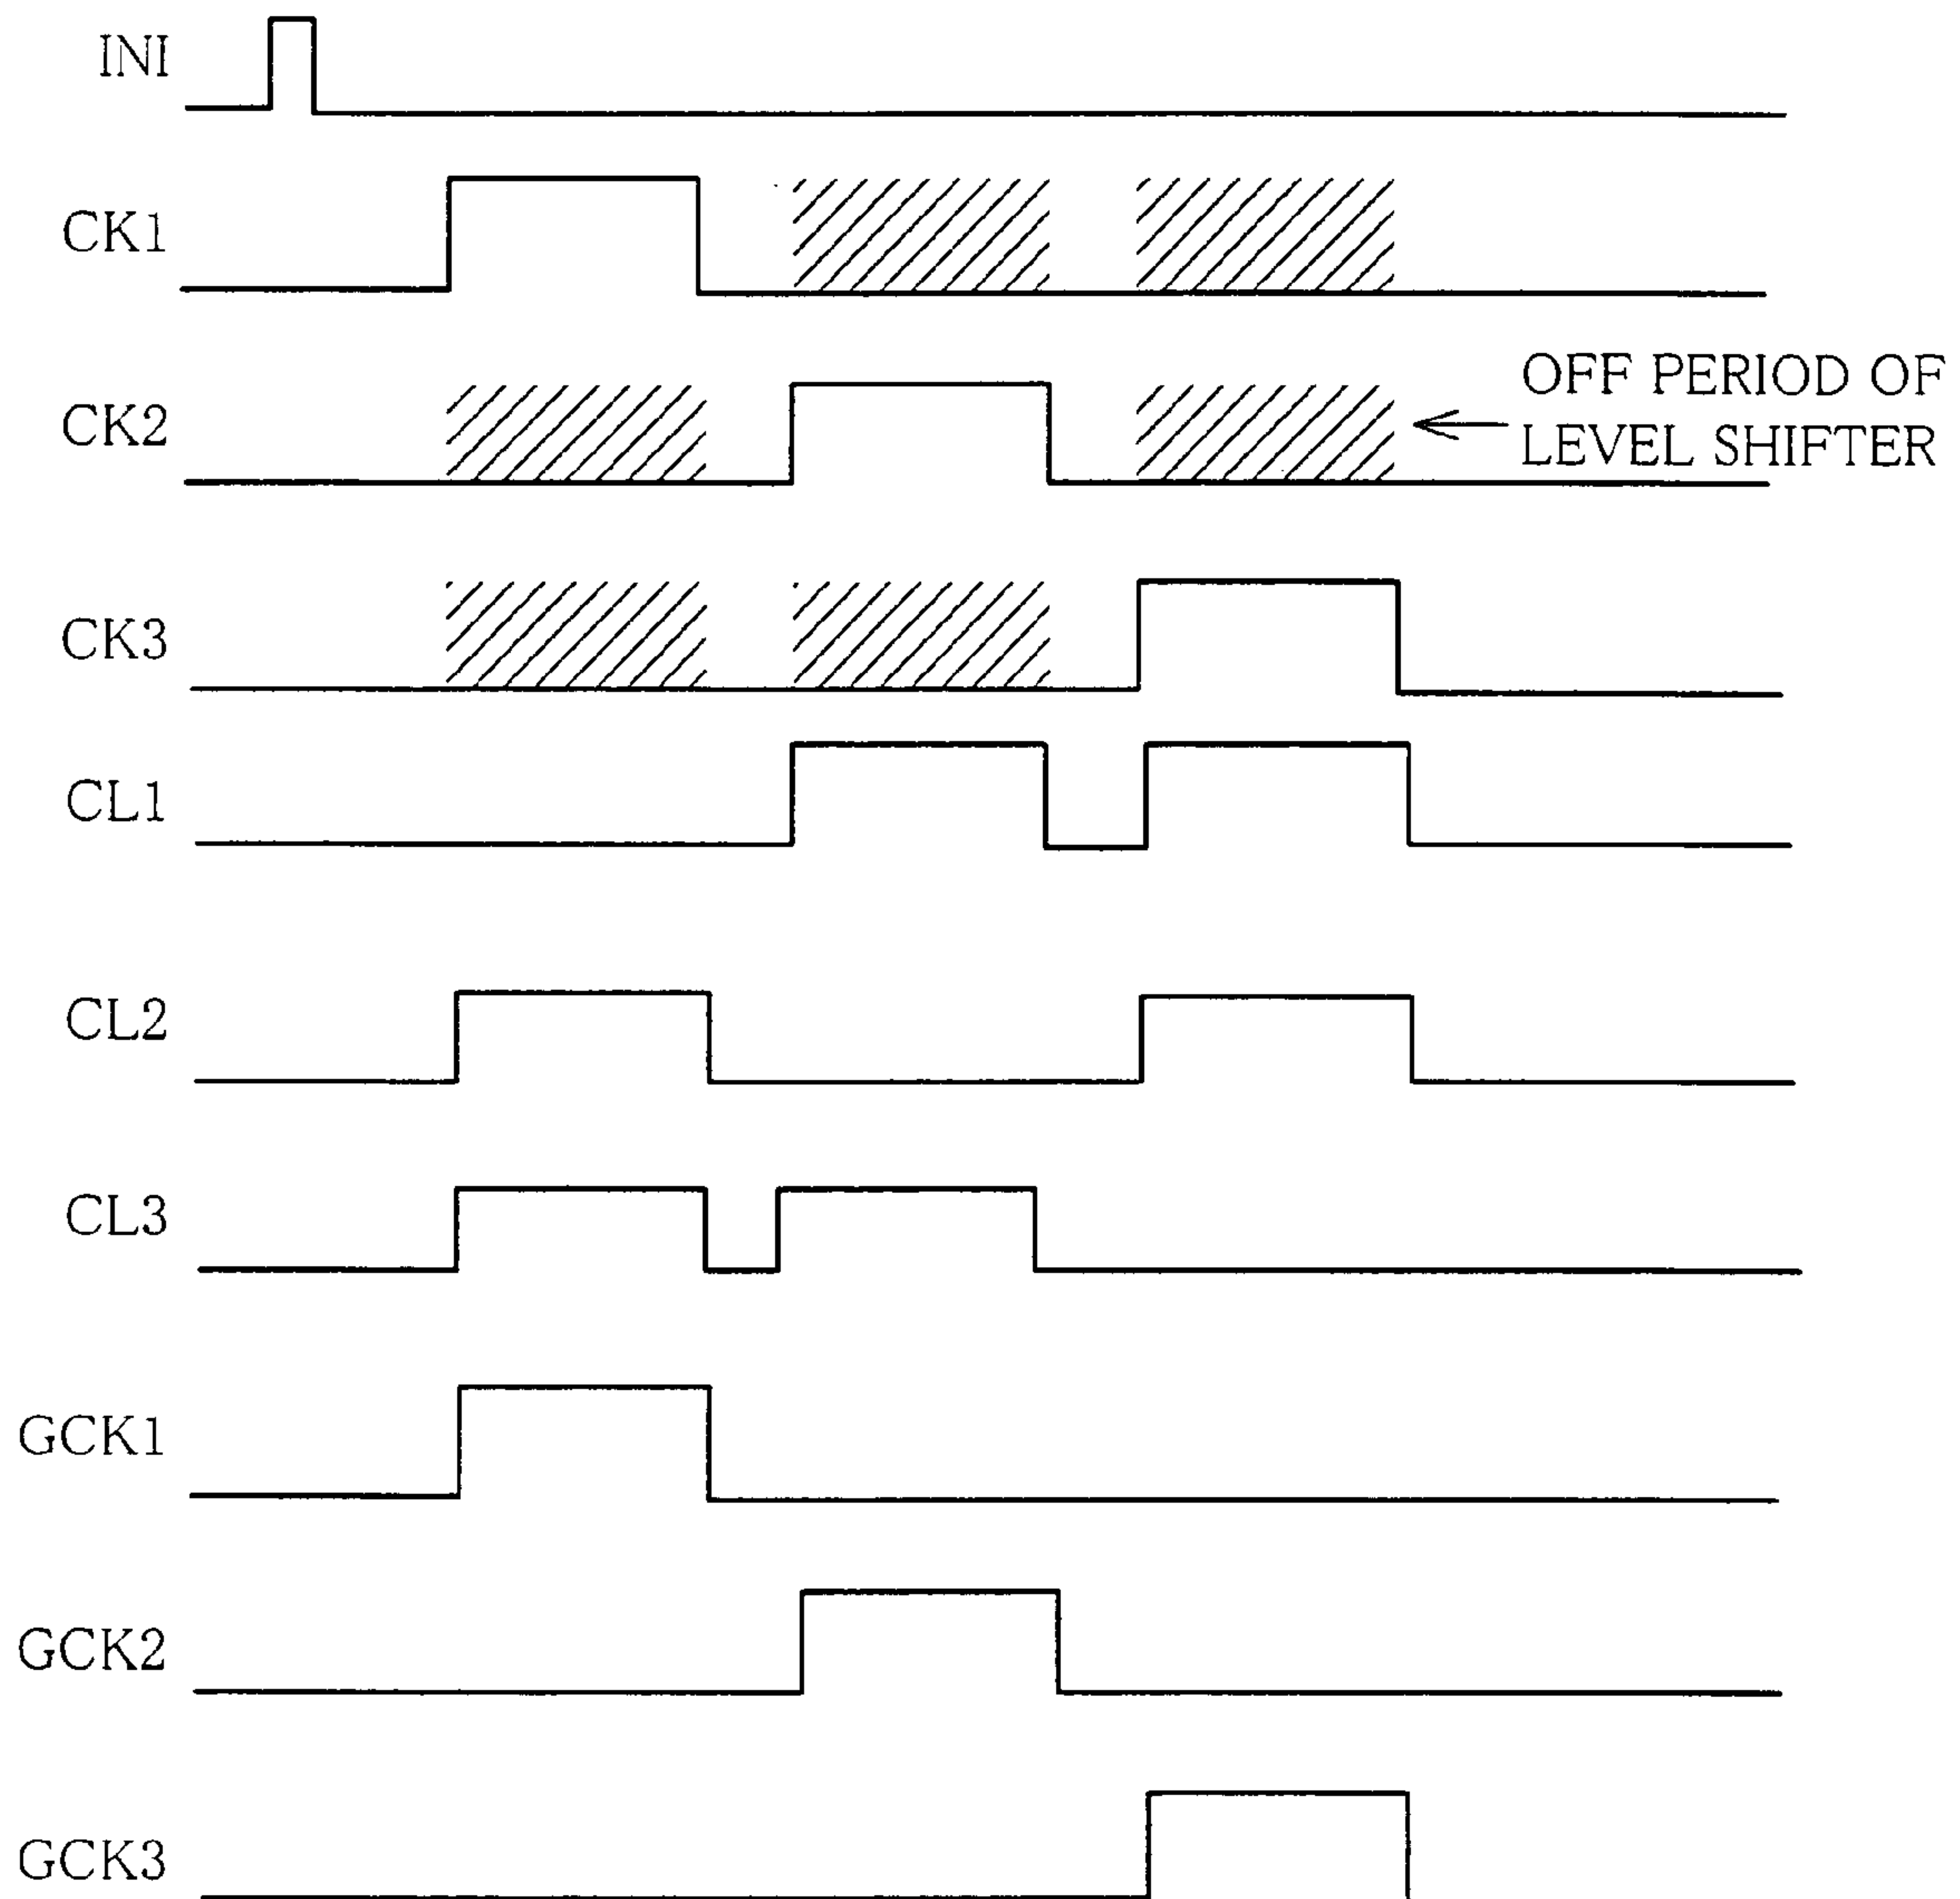 INI
CK1
CK2
OFF PERIOD OF
LEVEL SHIFTER
CK3
CL1
CL2
CL3
GCK1
GCK2
GCK3